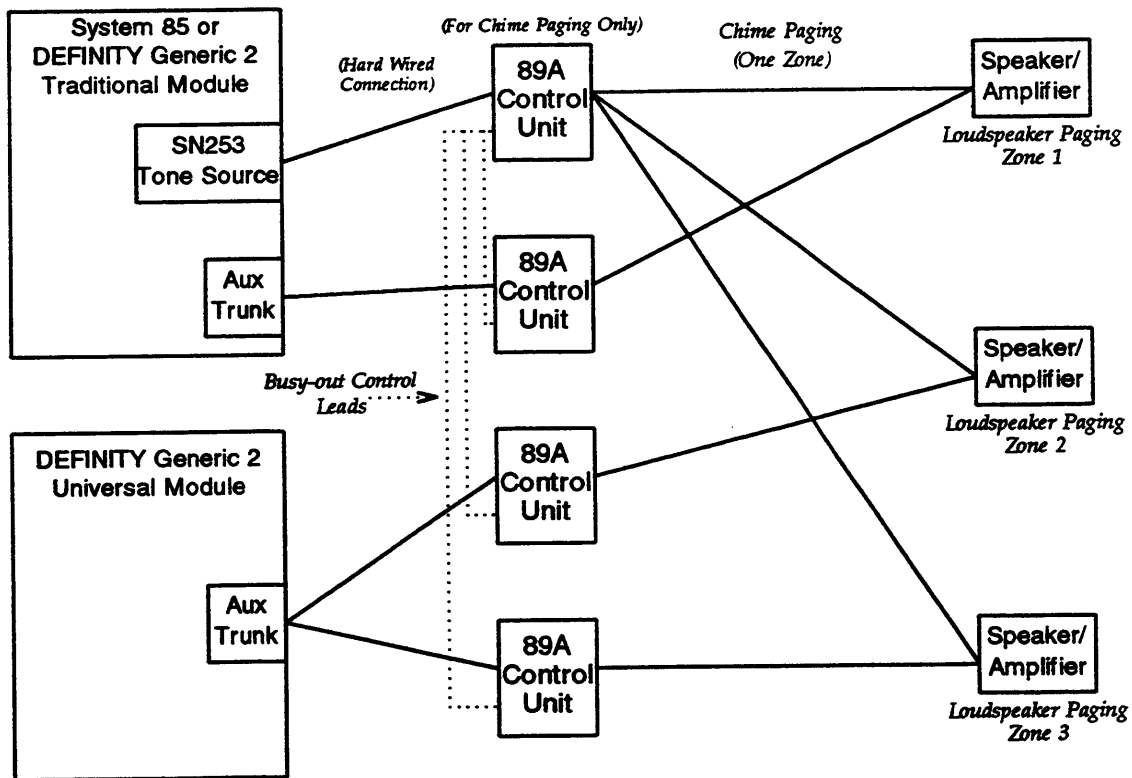 System 85 or
DEFINITY Generic 2
Traditional Module
SN253
Tone Source
Aux
Trunk
(Hard Wired
Connection)
(For Chime Paging Only)
89A
Control
Unit
Chime Paging
(One Zone)
Speaker/
Amplifier
Loudspeaker Paging
Zone 1
89A
Control
Unit
Busy-out Control
Leads
Speaker/
Amplifier
Loudspeaker Paging
Zone 2
DEFINITY Generic 2
Universal Module
Aux
Trunk
89A
Control
Unit
89A
Control
Unit
Speaker/
Amplifier
Loudspeaker Paging
Zone 3